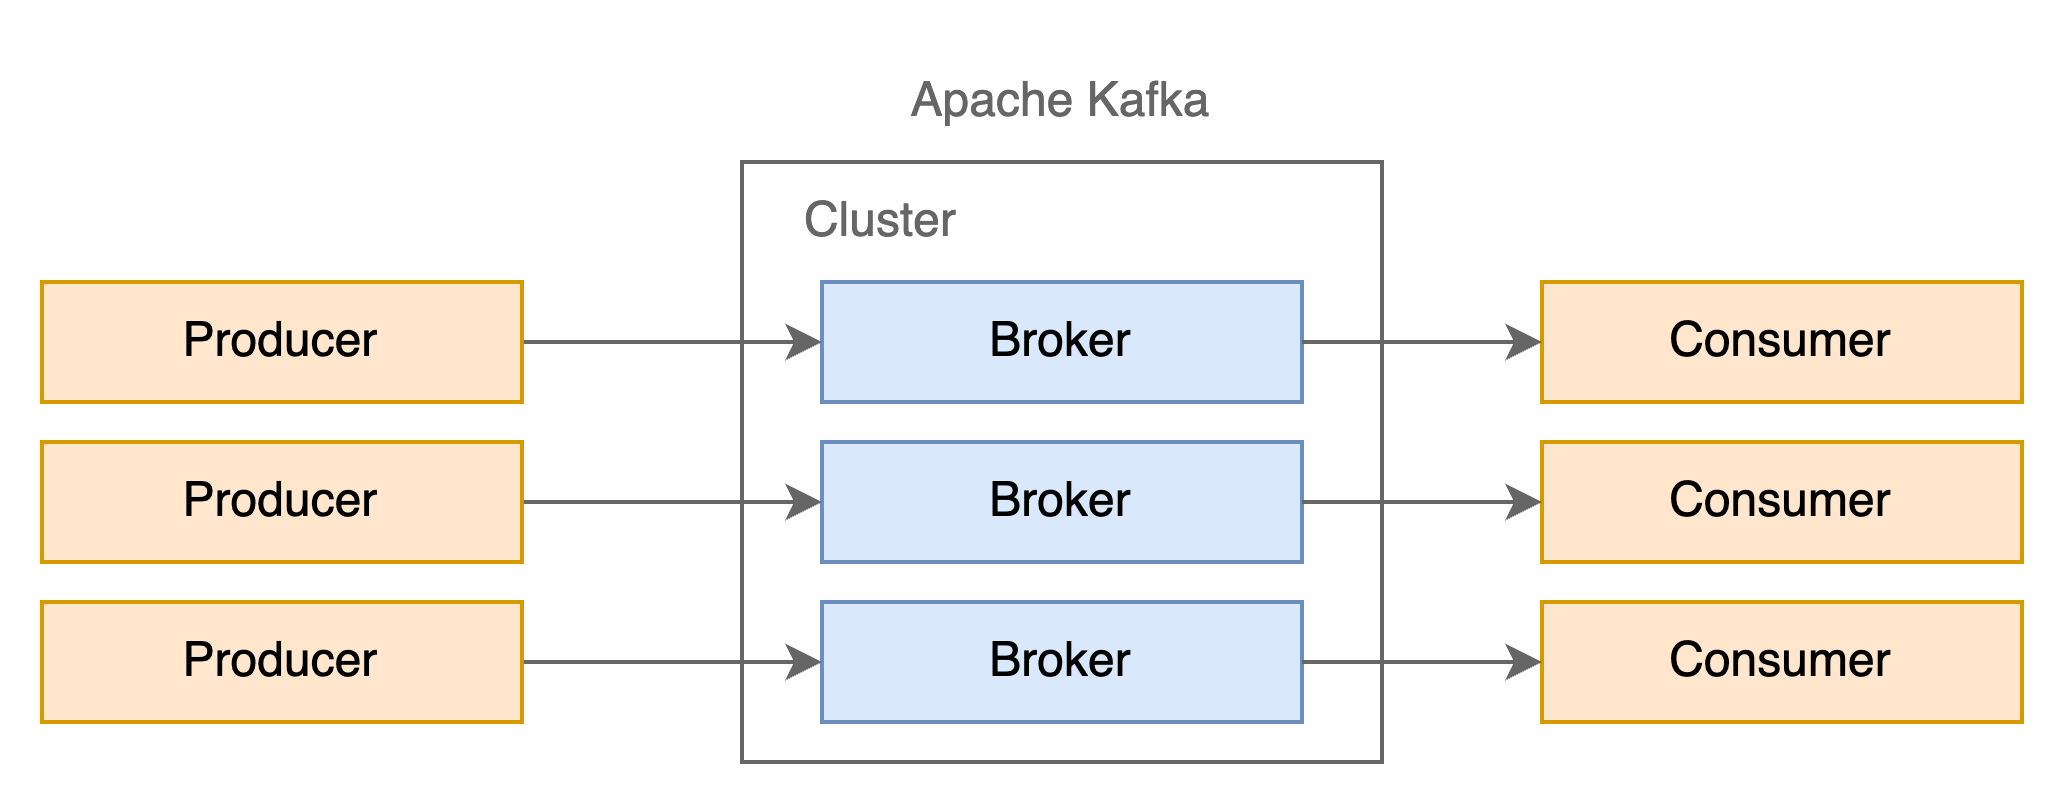 Apache Kafka
Cluster
Producer
Broker
Consumer
Producer
Broker
Consumer
Producer
Broker
Consumer